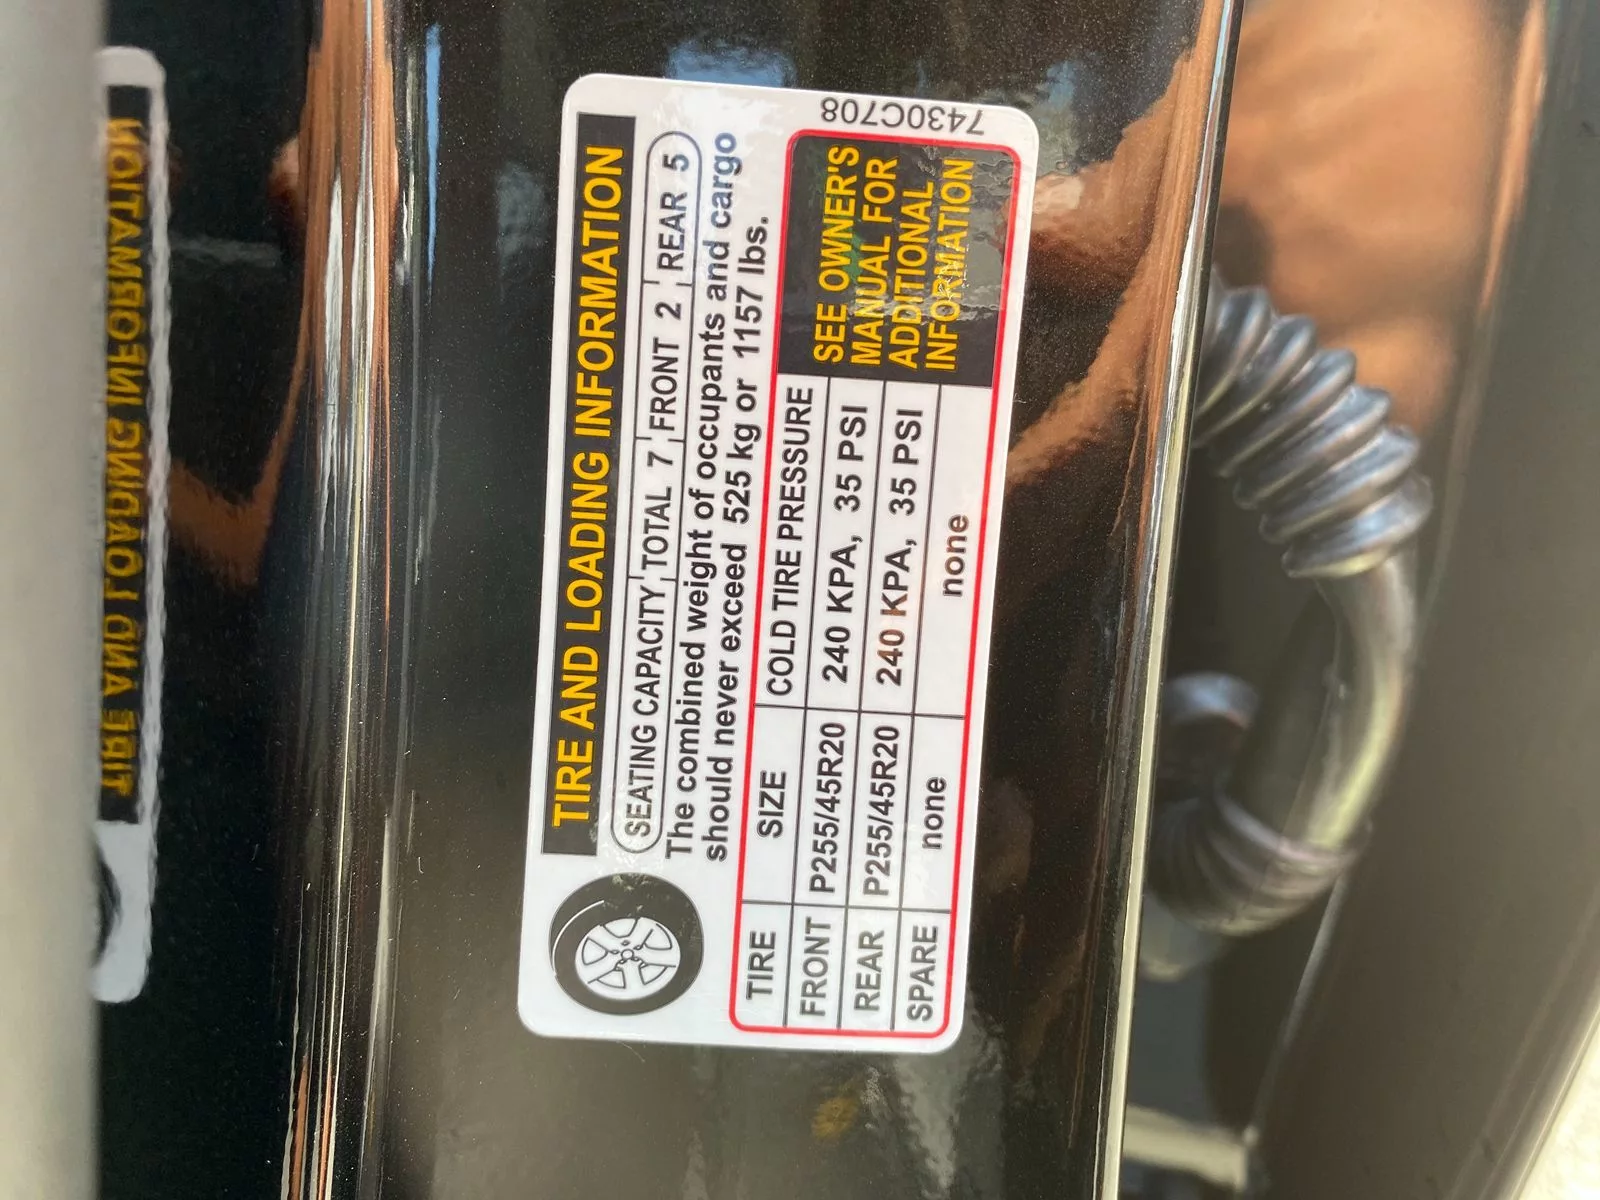 TIRE AND LOADING INFORMATION
SEATING CAPACITY TOTAL 7 FRONT 2 REAR 5
The combined weight of occupants and cargo
should never exceed 525 kg or 1157 lbs.
TIRE SIZE COLD TIRE PRESSURE
FRONT P255/45R20 240 KPA, 35 PSI
REAR P255/45R20 240 KPA, 35 PSI
SPARE none none
SEE OWNER'S
MANUAL FOR
ADDITIONAL
INFORMATION
7430C708
TIRE AND LOADING INFORMATION